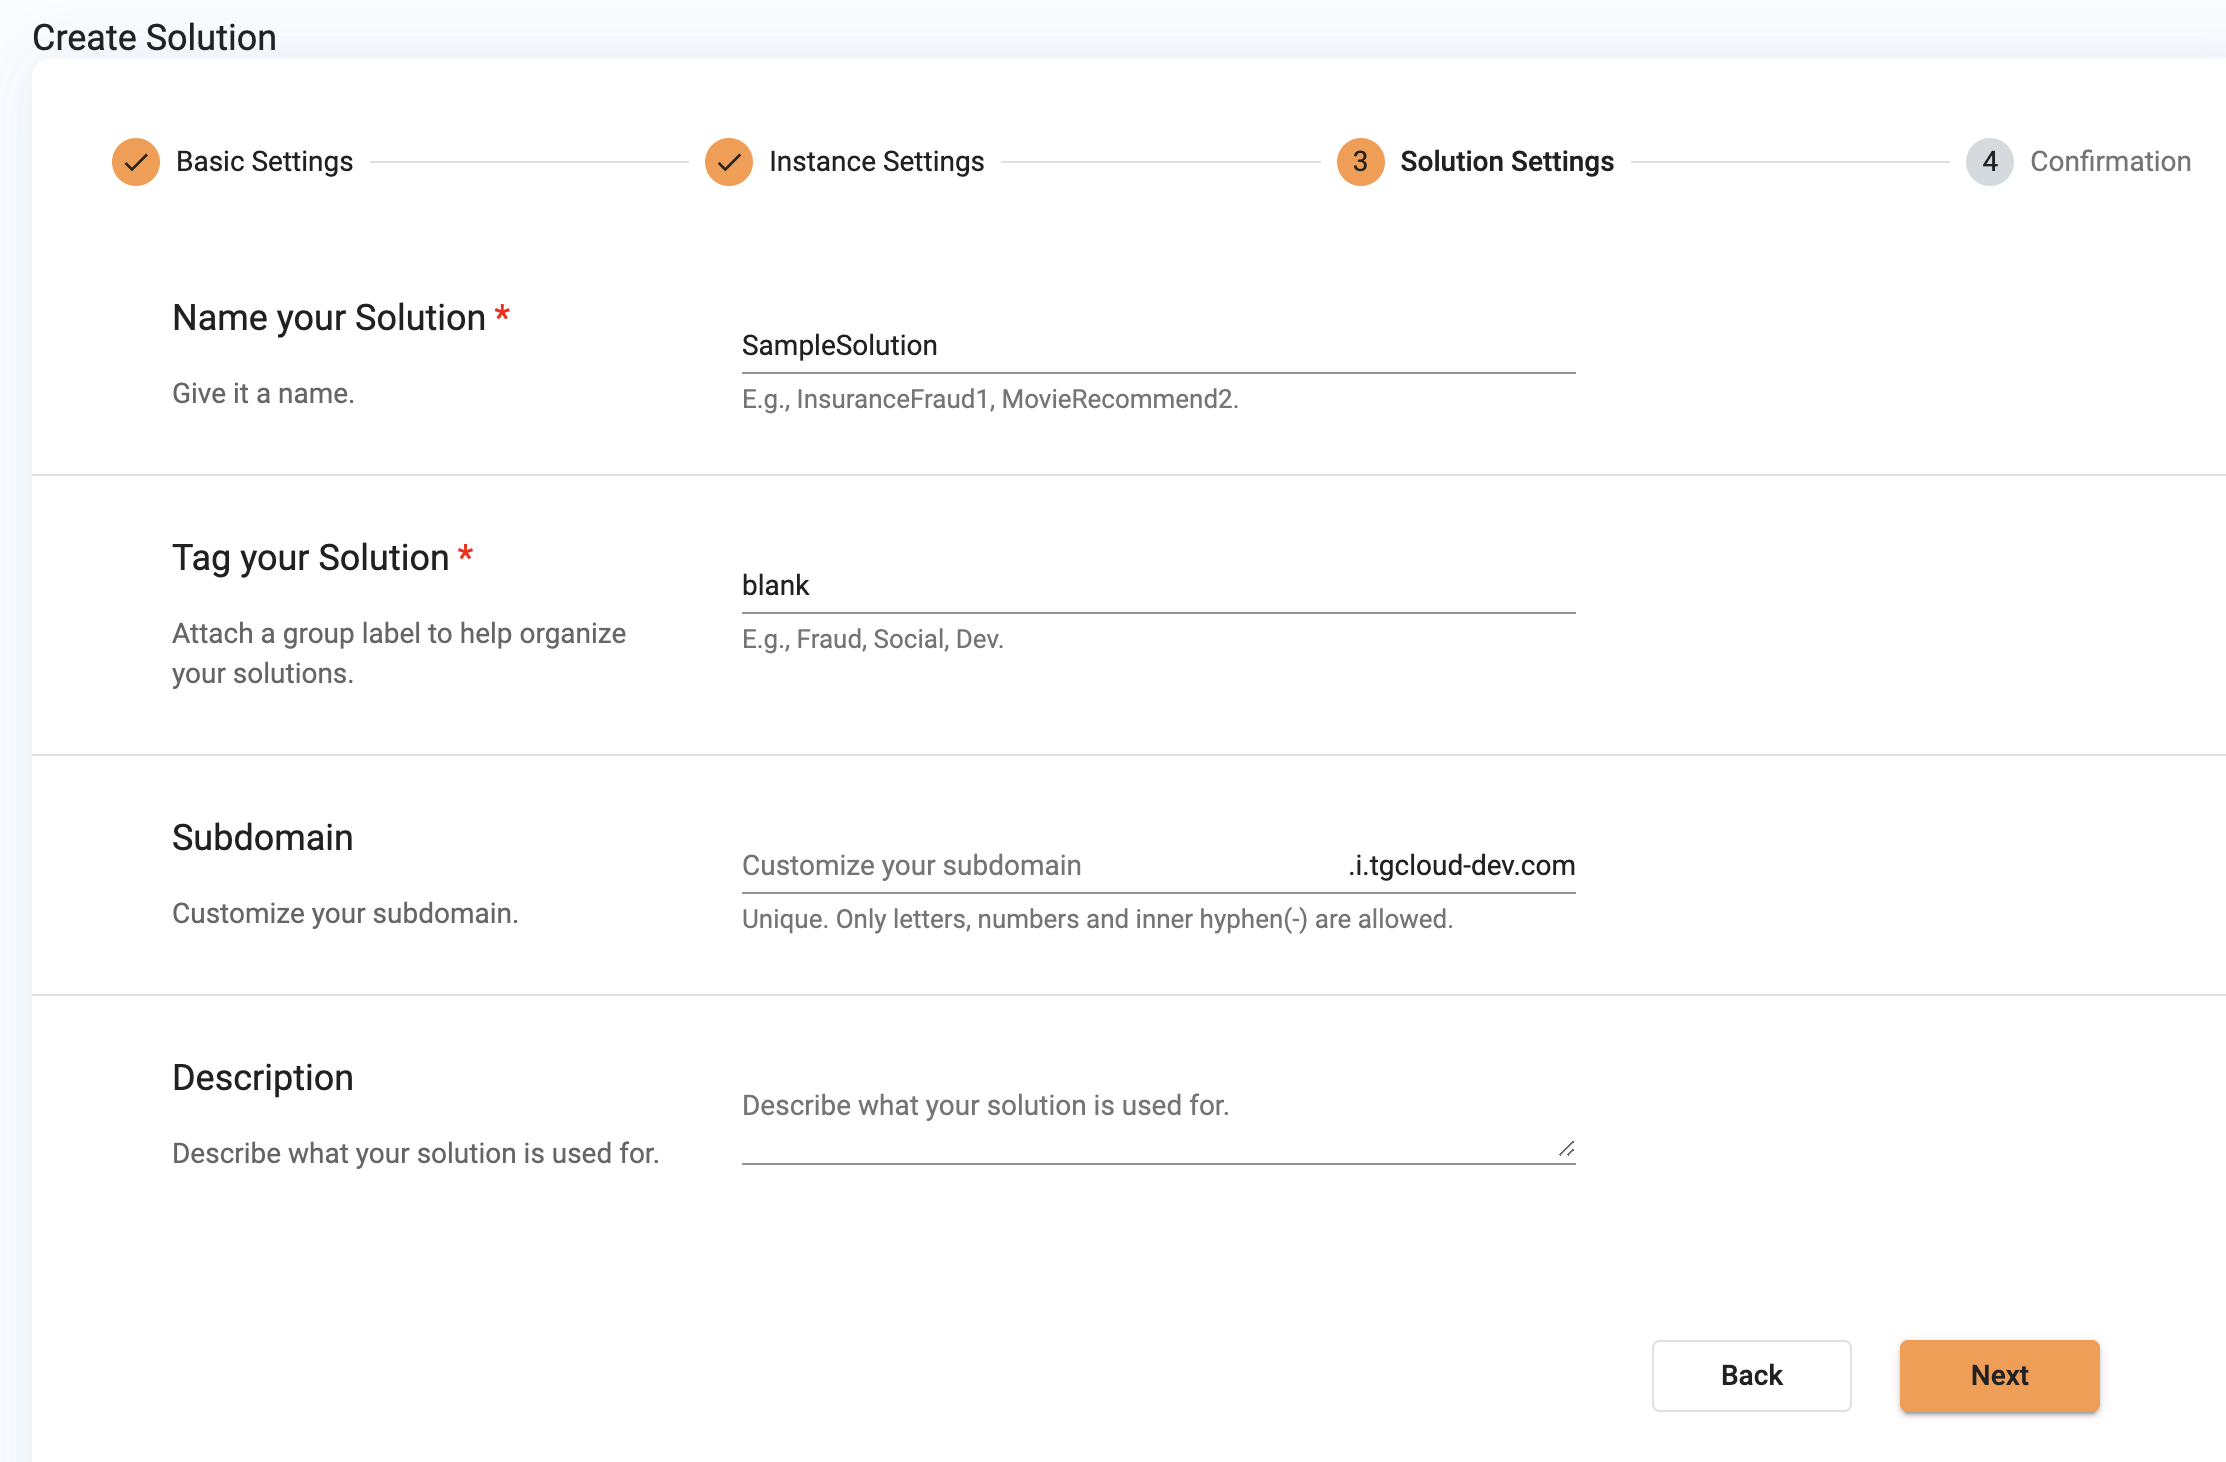 Create Solution
Basic Settings
Instance Settings
3 Solution Settings
4 Confirmation
Name your Solution *
Give it a name.
SampleSolution
E.g., InsuranceFraud1, MovieRecommend2.
Tag your Solution *
Attach a group label to help organize
your solutions.
blank
E.g., Fraud, Social, Dev.
Subdomain
Customize your subdomain.
Customize your subdomain .i.tgcloud-dev.com
Unique. Only letters, numbers and inner hyphen(-) are allowed.
Description
Describe what your solution is used for.
Describe what your solution is used for.
Back
Next